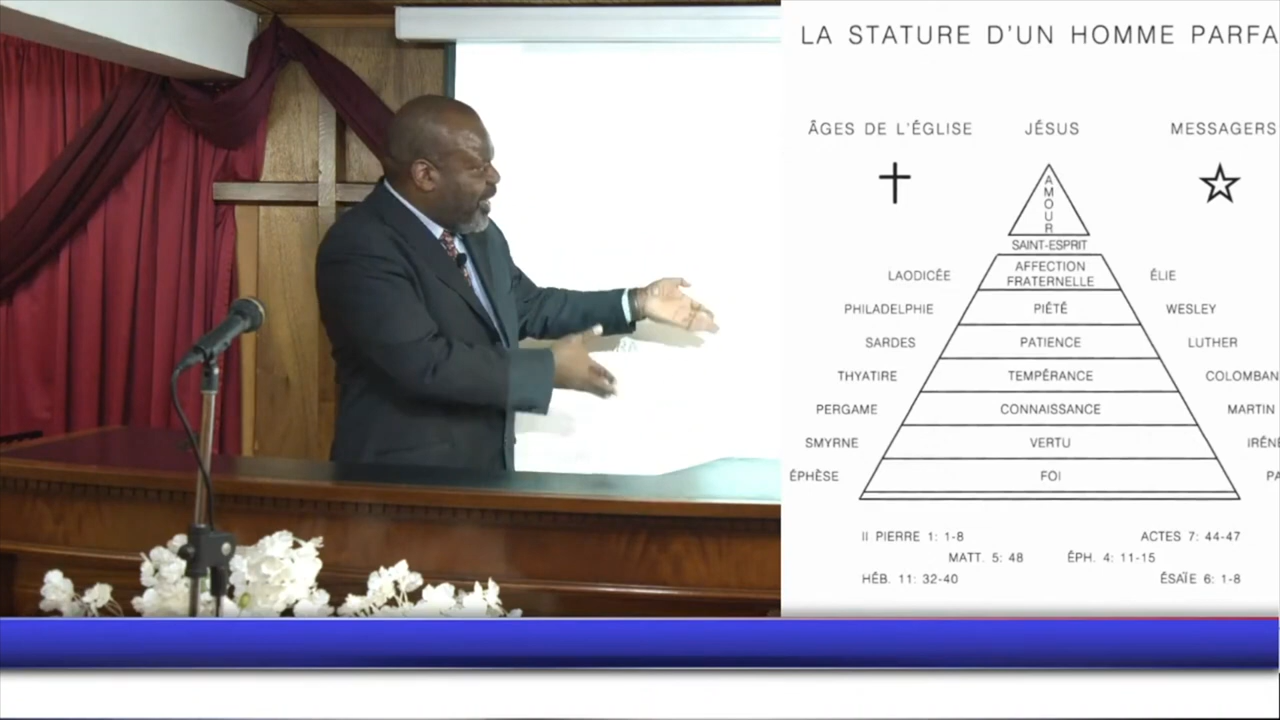 LA STATURE D'UN HOMME PARFA
ÂGES DE L'ÉGLISE JÉSUS MESSAGERS
AMOUR
SAINT-ESPRIT
LAODICÉE AFFECTION FRATERNELLE ÉLIE
PHILADELPHIE PIÉTÉ WESLEY
SARDES PATIENCE LUTHER
THYATIRE TEMPÉRANCE COLOMBAN
PERGAME CONNAISSANCE MARTIN
SMYRNE VERTU IRÉNÉ
ÉPHÈSE FOI PA
II PIERRE 1: 1-8 ACTES 7: 44-47
MATT. 5: 48 ÉPH. 4: 11-15
HÉB. 11: 32-40 ÉSAÏE 6: 1-8